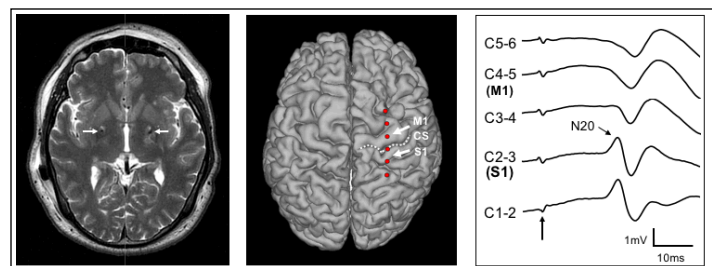 M1
CS
S1
C5-6
C4-5
(M1)
C3-4
N20
C2-3
(S1)
C1-2
1mV
10ms